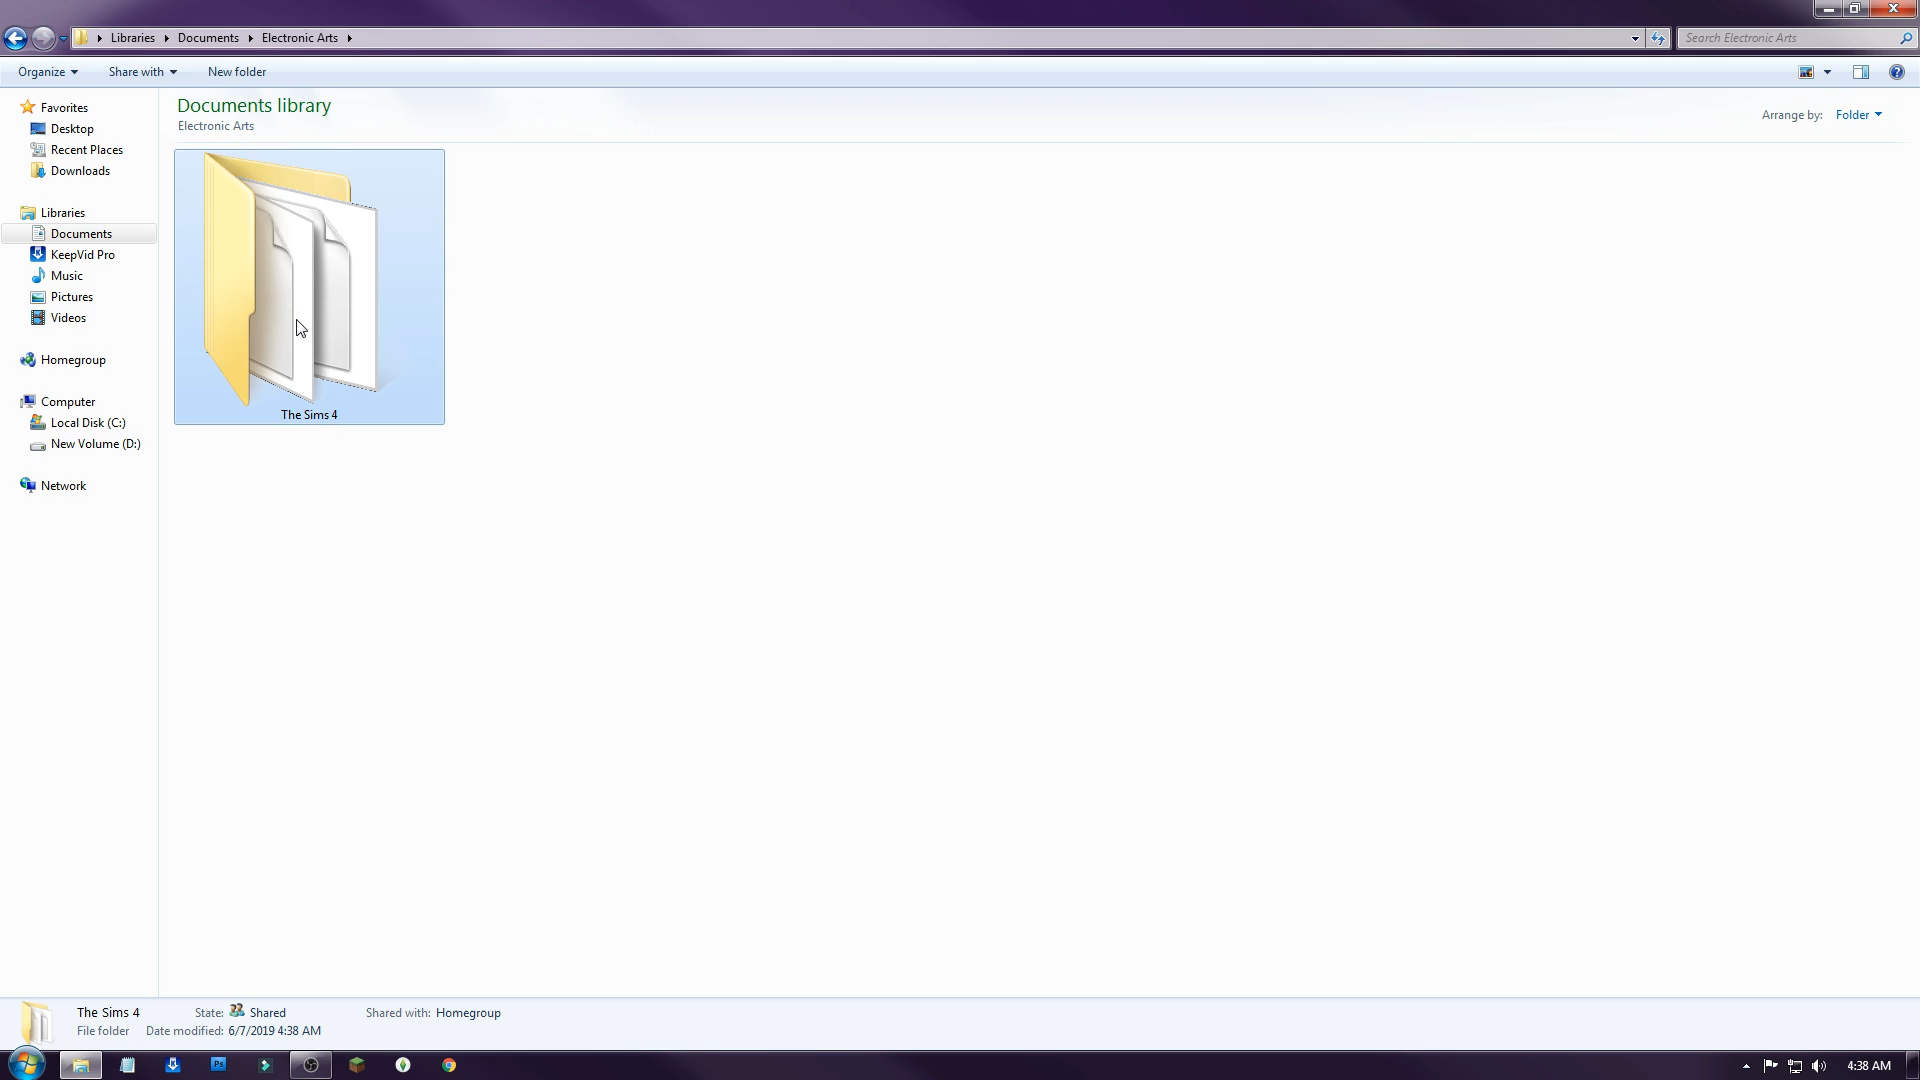 Libraries Documents Electronic Arts
Search Electronic Arts
Organize Share with New folder
Favorites
Desktop
Recent Places
Downloads
Libraries
Documents
KeepVid Pro
Music
Pictures
Videos
Homegroup
Computer
Local Disk (C:)
New Volume (D:)
Network
Documents library
Electronic Arts
Arrange by: Folder
The Sims 4
The Sims 4 State: Shared Shared with: Homegroup
File folder Date modified: 6/7/2019 4:38 AM
Ps
4:38 AM